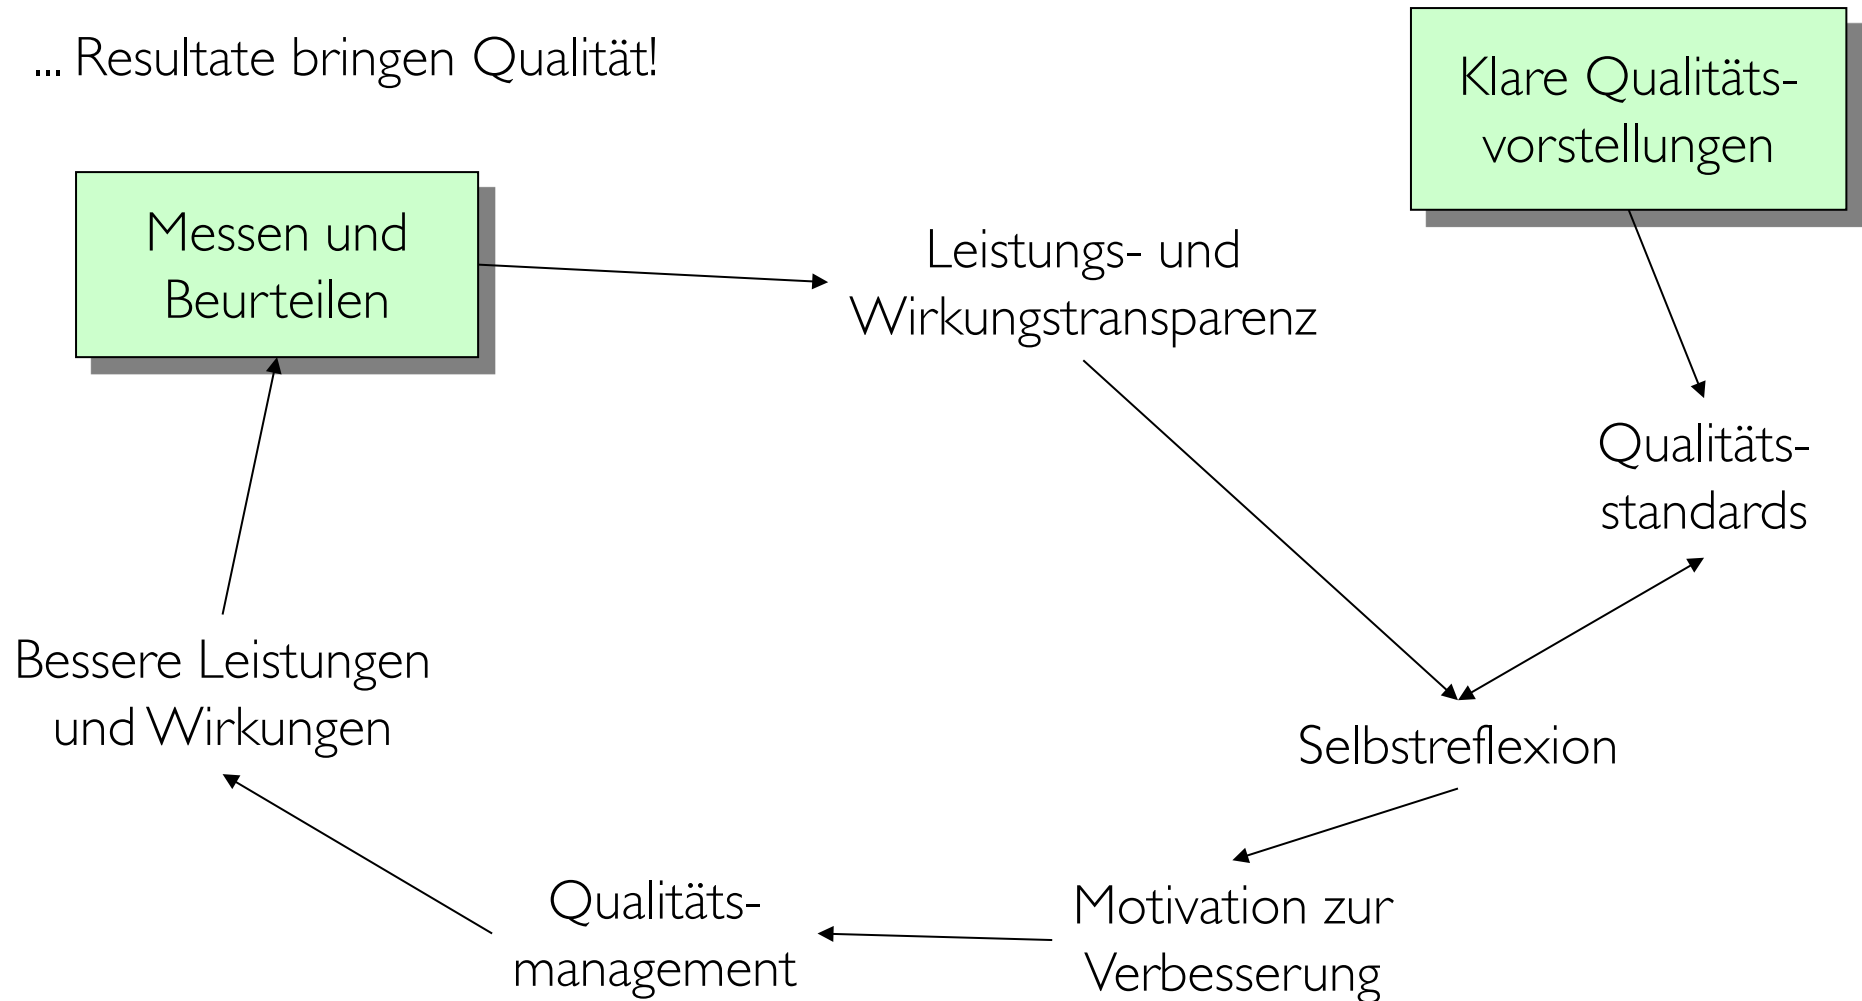 ... Resultate bringen Qualität!
Klare Qualitäts-
vorstellungen
Messen und
Beurteilen
Leistungs- und
Wirkungstransparenz
Qualitäts-
standards
Bessere Leistungen
und Wirkungen
Selbstreflexion
Qualitäts-
management
Motivation zur
Verbesserung